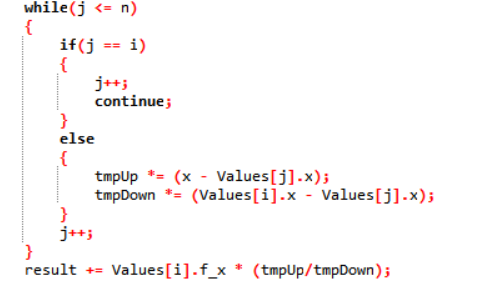 while(j <= n)
{
if(j == i)
{
j++;
continue;
}
else
{
tmpUp *= (x - Values[j].x);
tmpDown *= (Values[i].x - Values[j].x);
}
j++;
}
result += Values[i].f_x * (tmpUp/tmpDown);